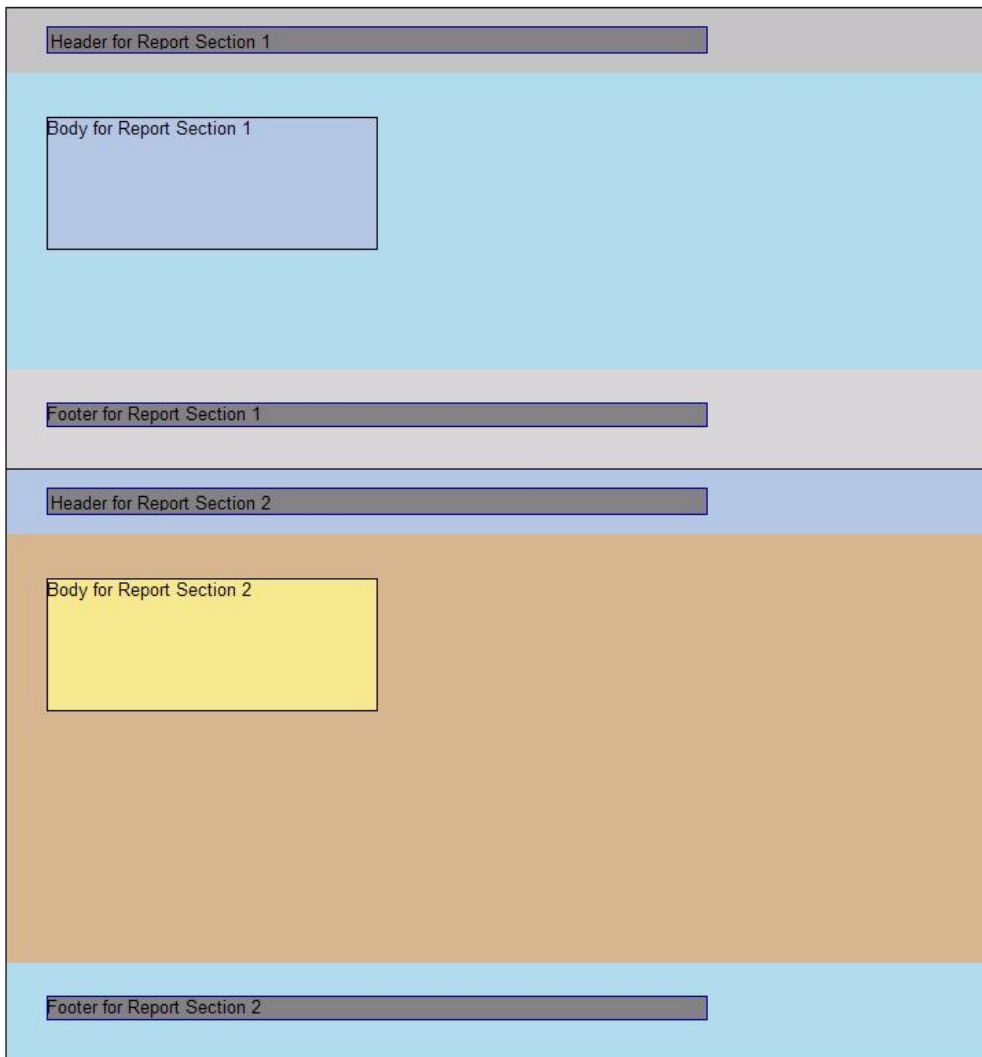 Header for Report Section 1
Body for Report Section 1
Footer for Report Section 1
Header for Report Section 2
Body for Report Section 2
Footer for Report Section 2